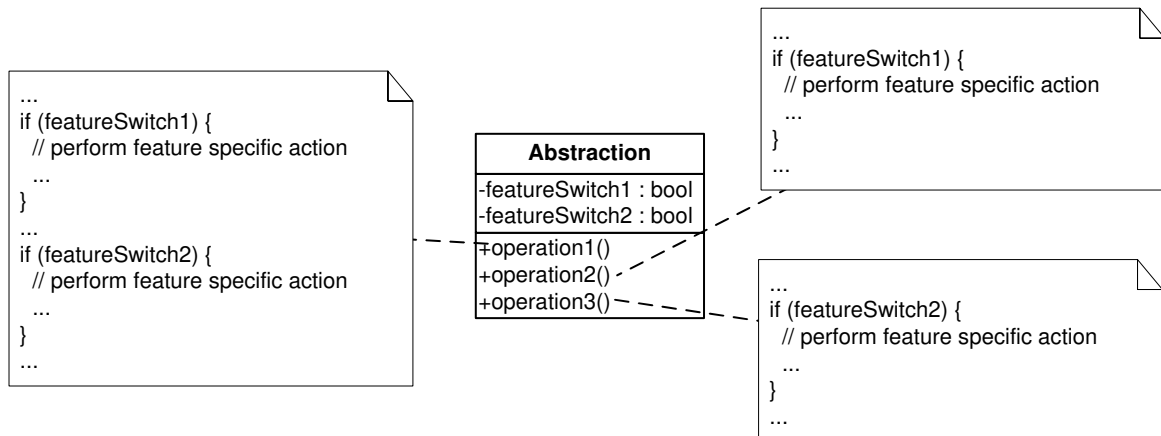 ...
if (featureSwitch1) {
// perform feature specific action
...
}
...
if (featureSwitch2) {
// perform feature specific action
...
}
...
Abstraction
-featureSwitch1 : bool
-featureSwitch2 : bool
+operation1()
+operation2()
+operation3()
...
if (featureSwitch1) {
// perform feature specific action
...
}
...
...
if (featureSwitch2) {
// perform feature specific action
...
}
...